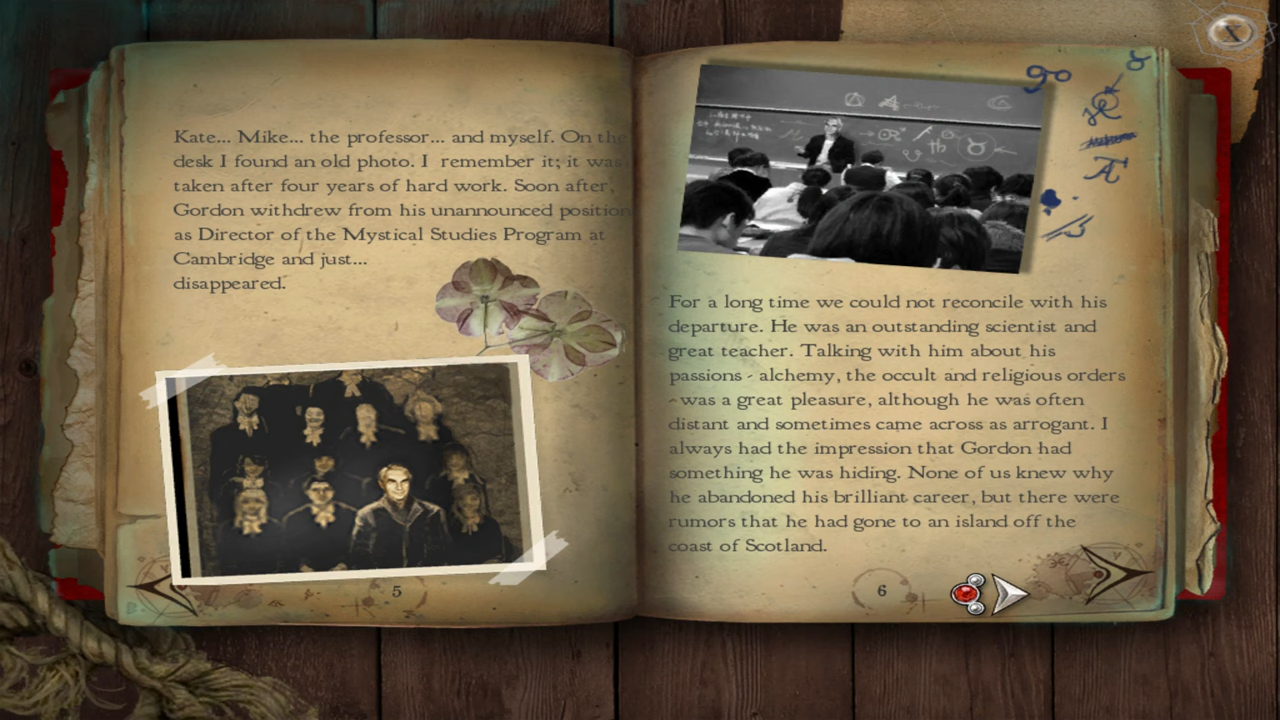 Kate... Mike... the professor... and myself. On the
desk I found an old photo. I remember it; it was
taken after four years of hard work. Soon after,
Gordon withdrew from his unannounced position
as Director of the Mystical Studies Program at
Cambridge and just...
disappeared.
5
For a long time we could not reconcile with his
departure. He was an outstanding scientist and
great teacher. Talking with him about his
passions - alchemy, the occult and religious orders
- was a great pleasure, although he was often
distant and sometimes came across as arrogant. I
always had the impression that Gordon had
something he was hiding. None of us knew why
he abandoned his brilliant career, but there were
rumors that he had gone to an island off the
coast of Scotland.
6
X